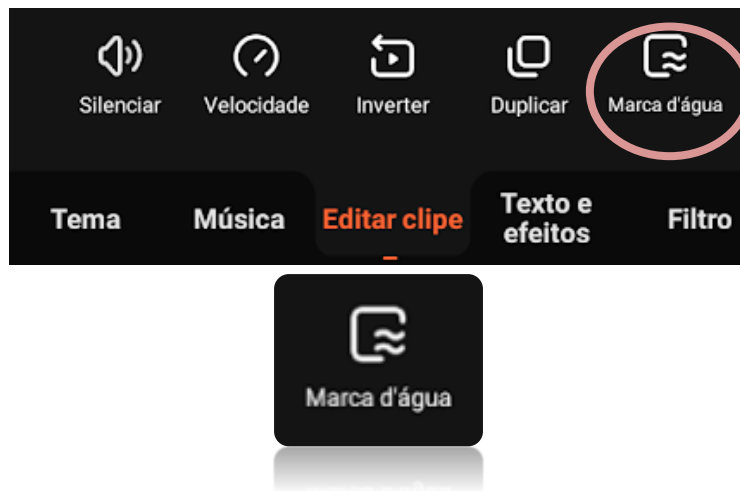 Silenciar Velocidade Inverter Duplicar Marca d'água
Tema Música Editar clipe Texto e efeitos Filtro
Marca d'água